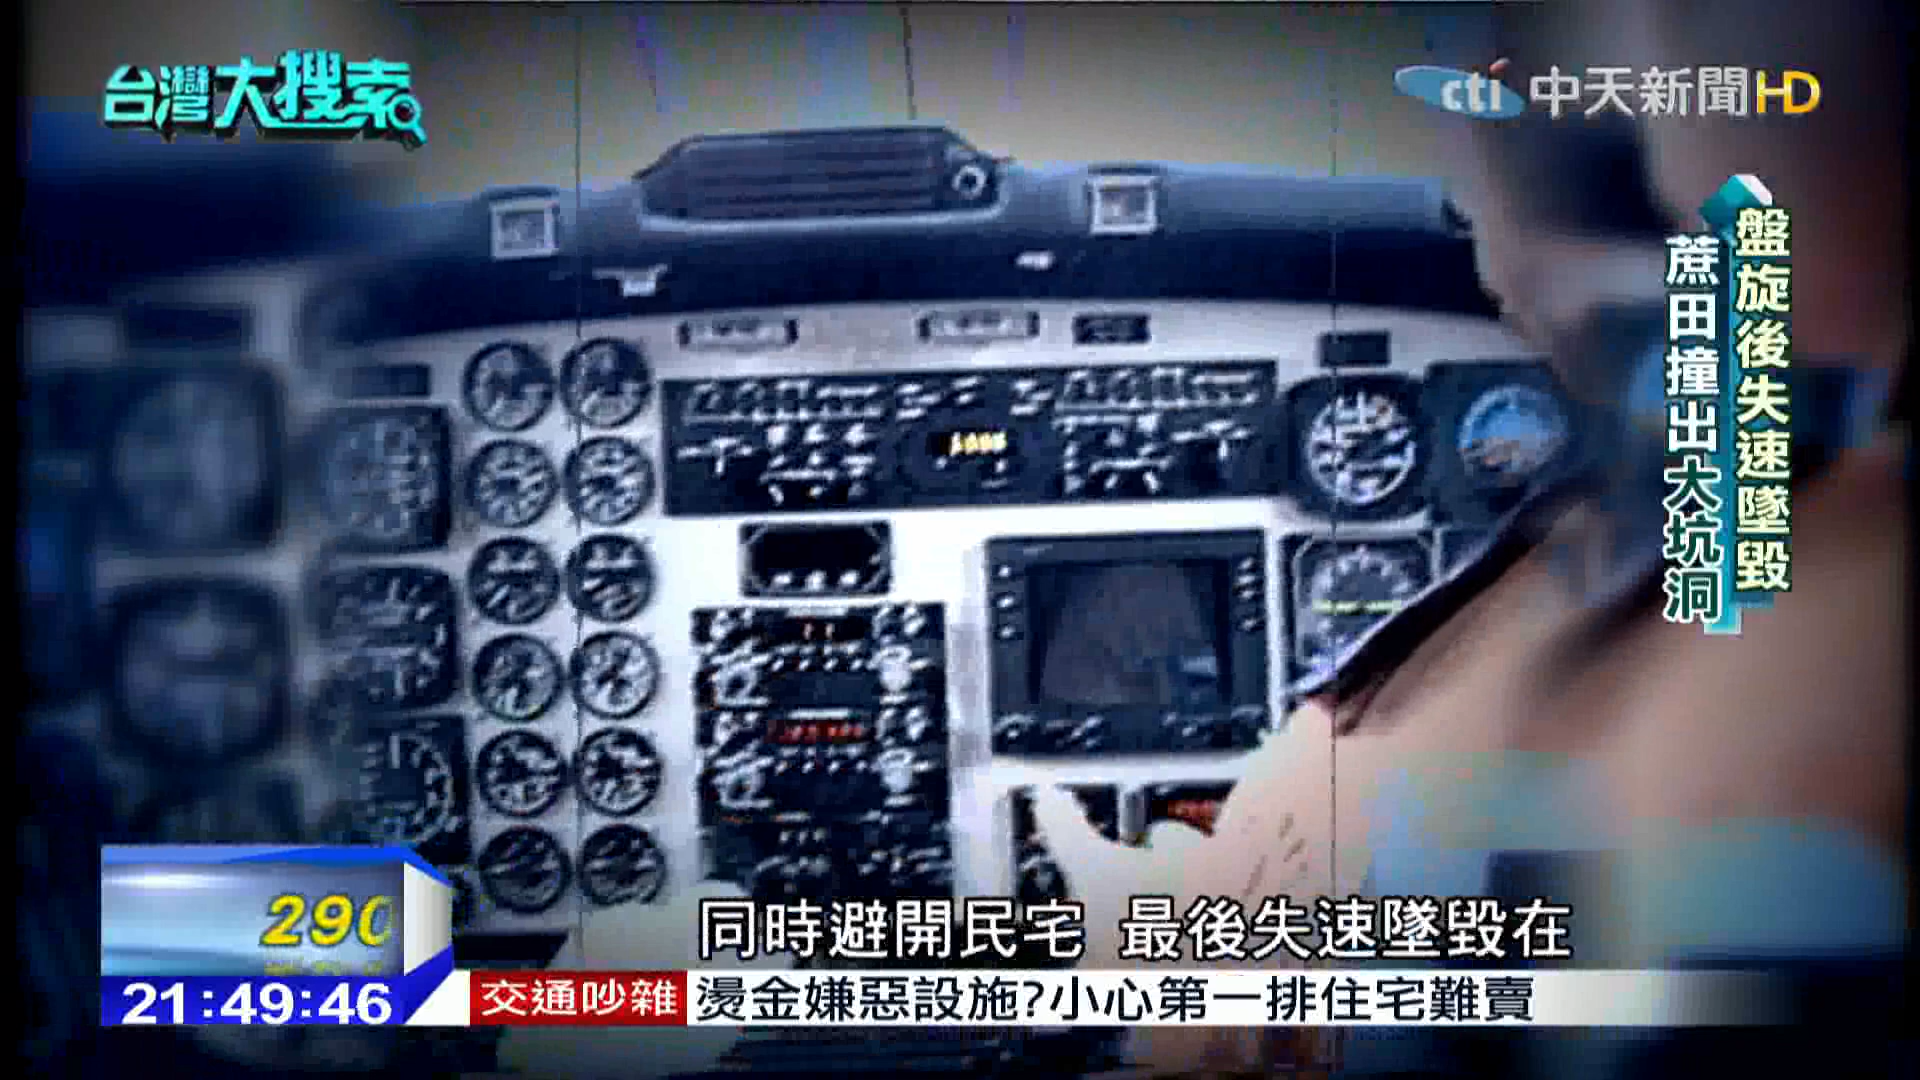 台灣大搜索
cti 中天新聞HD
盤旋後失速墜毀
蔗田撞出大坑洞
290
同時避開民宅 最後失速墜毀在
21:49:46
交通吵雜 燙金嫌惡設施?小心第一排住宅難賣